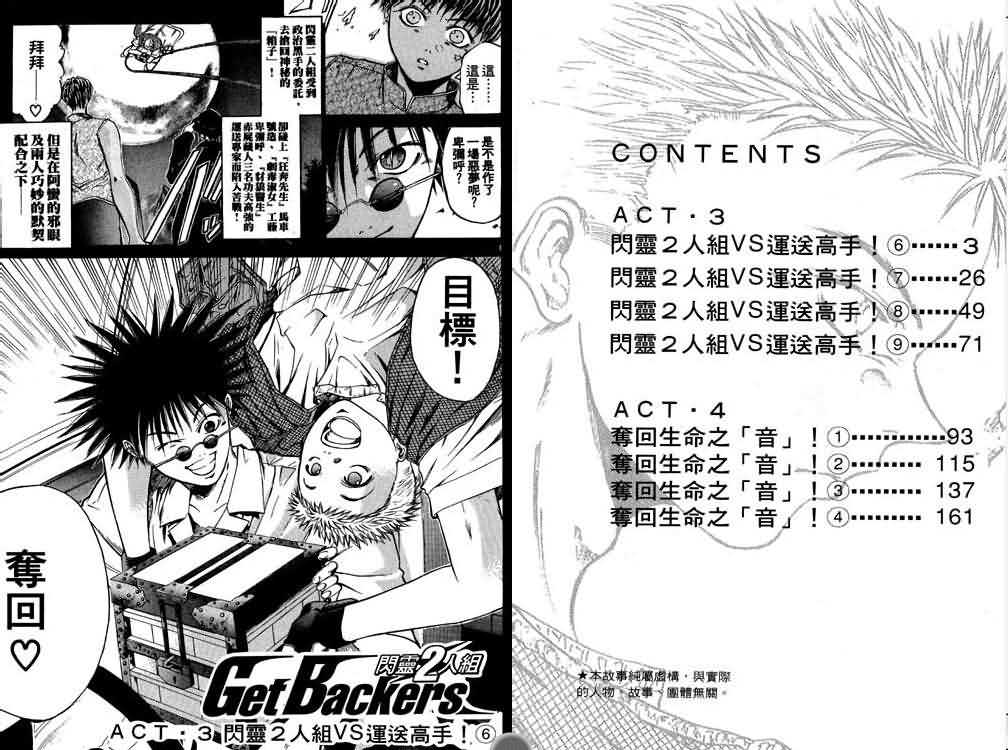 CONTENTS
ACT・3
閃靈２人組VS運送高手！⑥⋯⋯3
閃靈２人組VS運送高手！⑦⋯⋯26
閃靈２人組VS運送高手！⑧⋯⋯49
閃靈２人組VS運送高手！⑨⋯⋯71
ACT・4
奪回生命之「音」！①⋯⋯⋯⋯93
奪回生命之「音」！②⋯⋯⋯ 115
奪回生命之「音」！③⋯⋯⋯ 137
奪回生命之「音」！④⋯⋯⋯ 161
★本故事純屬虛構，與實際
的人物、故事、團體無關。
這⋯⋯
這是⋯
閃靈二人組受到
政治黑手的委託，
去搶回神秘的
「箱子」！
拜拜——♡
是不是作了
一場惡夢呢？
卑彌呼？
卻碰上「狂奔先生」馬車
號造、「劇毒淑女」工藤
卑彌呼、「豺狼醫生」
赤屍藏人三名功夫高強的
運送專家而陷入苦戰！
但是在阿蠻的邪眼
及兩人巧妙的默契
配合之下——
目標！
奪回♡
閃靈2人組
GetBackers
ACT・3 閃靈２人組VS運送高手！⑥